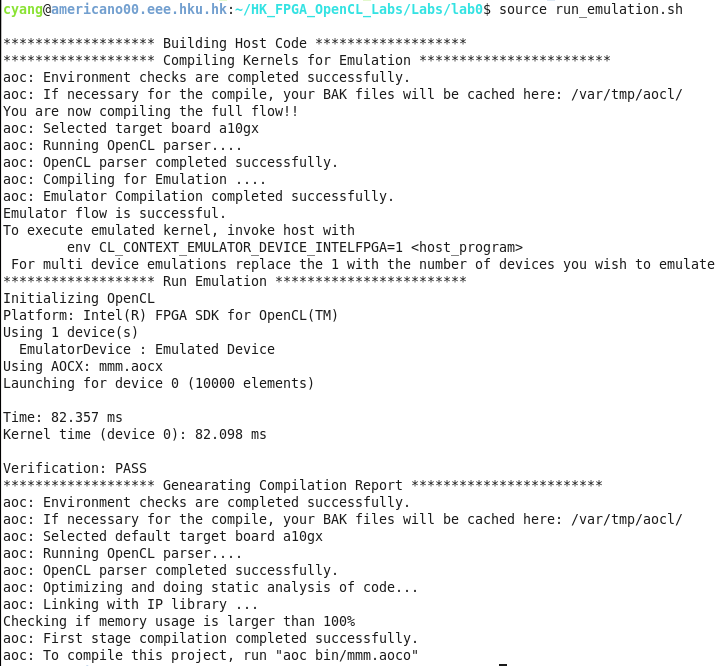 cyang@americano00.eee.hku.hk:~/HK_FPGA_OpenCL_Labs/Labs/lab0$ source run_emulation.sh
******************* Building Host Code *******************
******************* Compiling Kernels for Emulation ************************
aoc: Environment checks are completed successfully.
aoc: If necessary for the compile, your BAK files will be cached here: /var/tmp/aocl/
You are now compiling the full flow!!
aoc: Selected target board a10gx
aoc: Running OpenCL parser....
aoc: OpenCL parser completed successfully.
aoc: Compiling for Emulation ....
aoc: Emulator Compilation completed successfully.
Emulator flow is successful.
To execute emulated kernel, invoke host with
        env CL_CONTEXT_EMULATOR_DEVICE_INTELFPGA=1 <host_program>
 For multi device emulations replace the 1 with the number of devices you wish to emulate
******************* Run Emulation ************************
Initializing OpenCL
Platform: Intel(R) FPGA SDK for OpenCL(TM)
Using 1 device(s)
  EmulatorDevice : Emulated Device
Using AOCX: mmm.aocx
Launching for device 0 (10000 elements)
Time: 82.357 ms
Kernel time (device 0): 82.098 ms
Verification: PASS
******************* Genearating Compilation Report ************************
aoc: Environment checks are completed successfully.
aoc: If necessary for the compile, your BAK files will be cached here: /var/tmp/aocl/
aoc: Selected default target board a10gx
aoc: Running OpenCL parser....
aoc: OpenCL parser completed successfully.
aoc: Optimizing and doing static analysis of code...
aoc: Linking with IP library ...
Checking if memory usage is larger than 100%
aoc: First stage compilation completed successfully.
aoc: To compile this project, run "aoc bin/mmm.aoco"